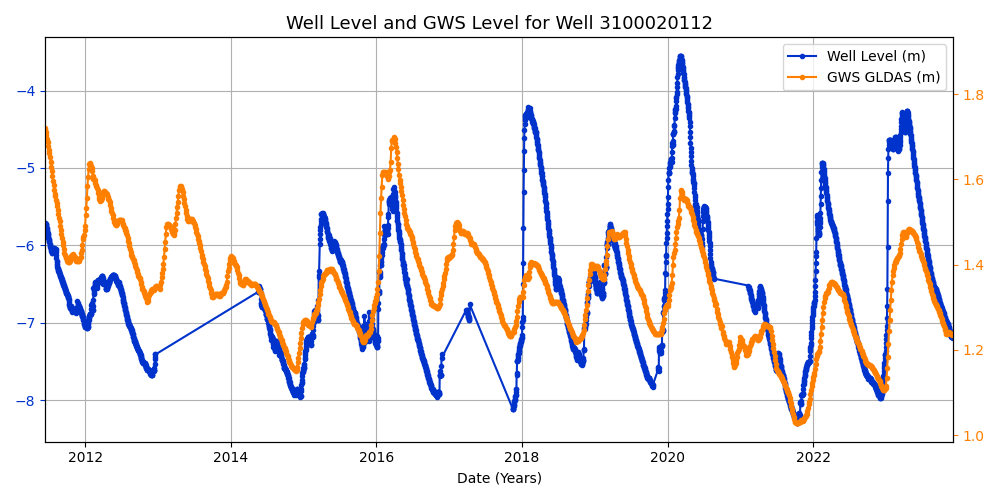 Well Level and GWS Level for Well 3100020112
Well Level (m)
GWS GLDAS (m)
−4
−5
−6
−7
−8
1.8
1.6
1.4
1.2
1.0
2012 2014 2016 2018 2020 2022
Date (Years)